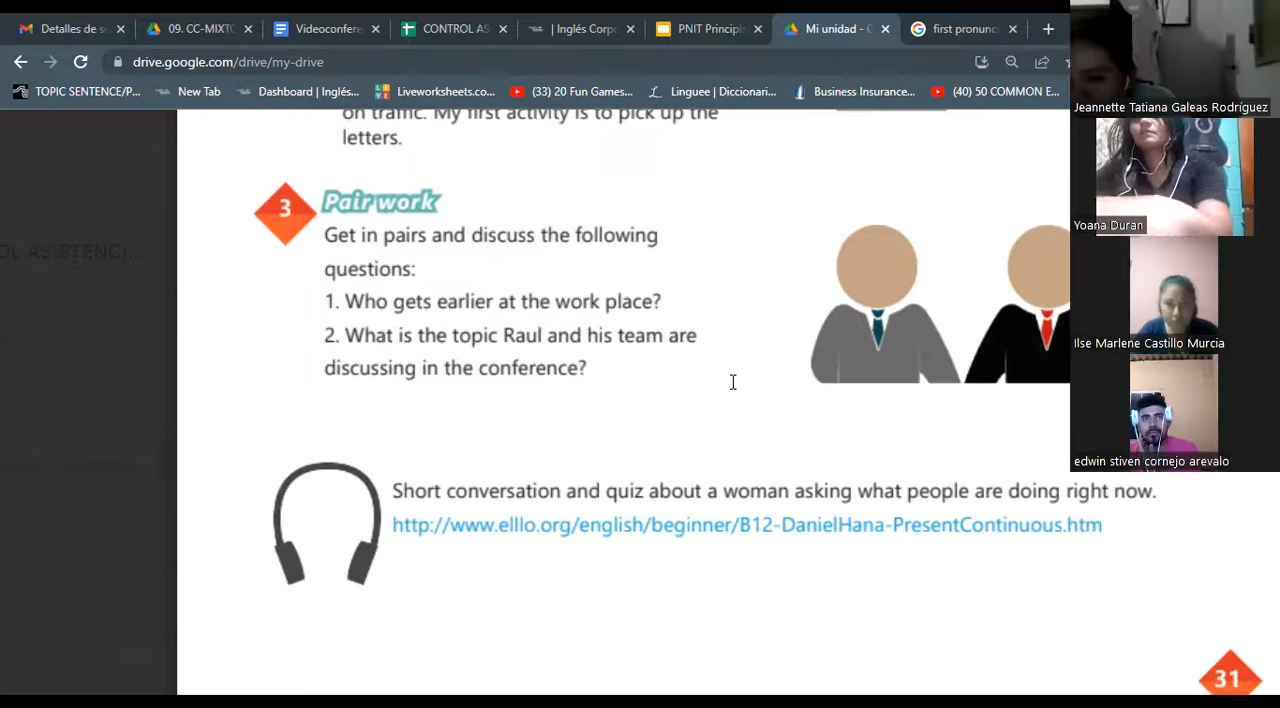 Detalles de su
09. CC-MIXTO
Videoconfere
CONTROL AS
| Inglés Corpo
PNIT Principi
Mi unidad - C
first pronunc
drive.google.com/drive/my-drive
TOPIC SENTENCE/P...
New Tab
Dashboard | Inglés...
Liveworksheets.co...
(33) 20 Fun Games...
Linguee | Diccionari...
Business Insurance...
(40) 50 COMMON E...
on traffic. My first activity is to pick up the
letters.
3
Pair work
Get in pairs and discuss the following
questions:
1. Who gets earlier at the work place?
2. What is the topic Raul and his team are
discussing in the conference?
Short conversation and quiz about a woman asking what people are doing right now.
http://www.elllo.org/english/beginner/B12-DanielHana-PresentContinuous.htm
31
Jeannette Tatiana Galeas Rodríguez
Yoana Duran
Ilse Marlene Castillo Murcia
edwin stiven cornejo arevalo